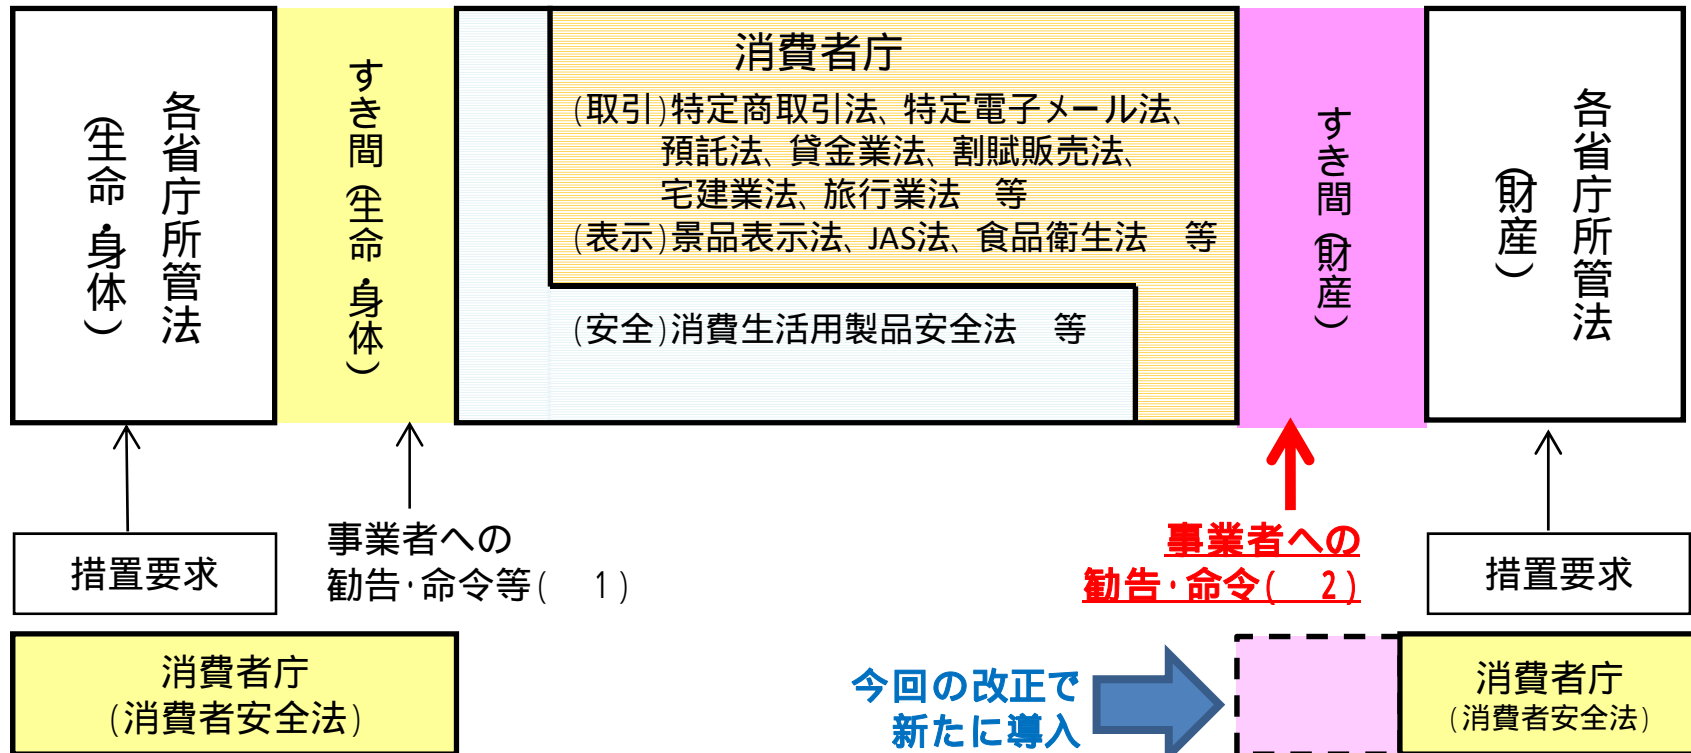 各省庁所管法
(生命・身体)
すき間(生命・身体)
消費者庁
(取引)特定商取引法、特定電子メール法、
預託法、貸金業法、割賦販売法、
宅建業法、旅行業法　等
(表示)景品表示法、JAS法、食品衛生法　等
(安全)消費生活用製品安全法　等
すき間(財産)
各省庁所管法
(財産)
措置要求
事業者への
勧告・命令等(　1)
事業者への
勧告・命令(　2)
措置要求
消費者庁
(消費者安全法)
今回の改正で
新たに導入
消費者庁
(消費者安全法)